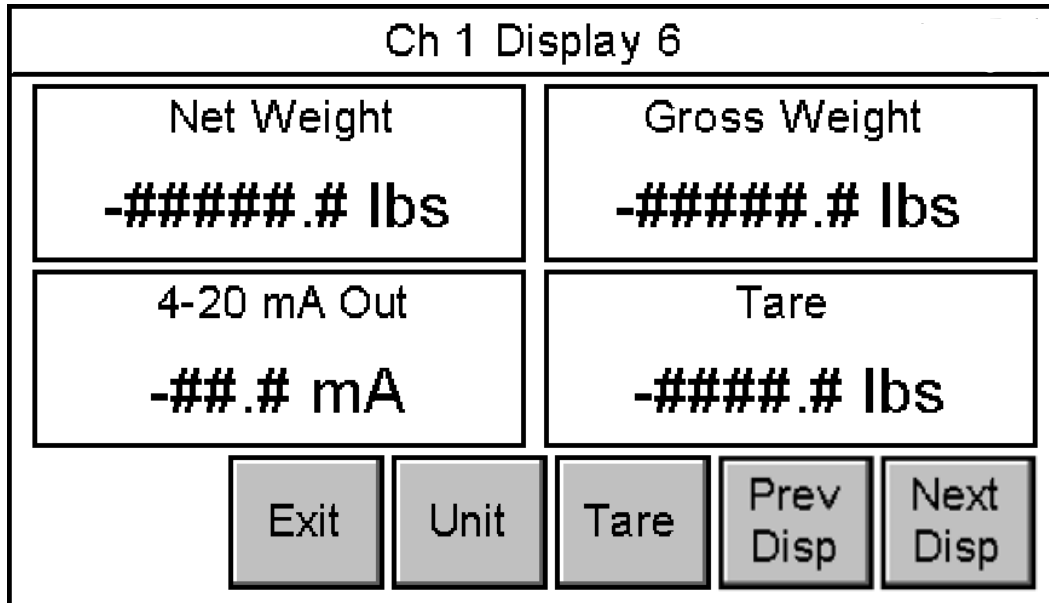 Ch 1 Display 6
Net Weight
-#####.# lbs
Gross Weight
-#####.# lbs
4-20 mA Out
-##.# mA
Tare
-####.# lbs
Exit
Unit
Tare
Prev
Disp
Next
Disp